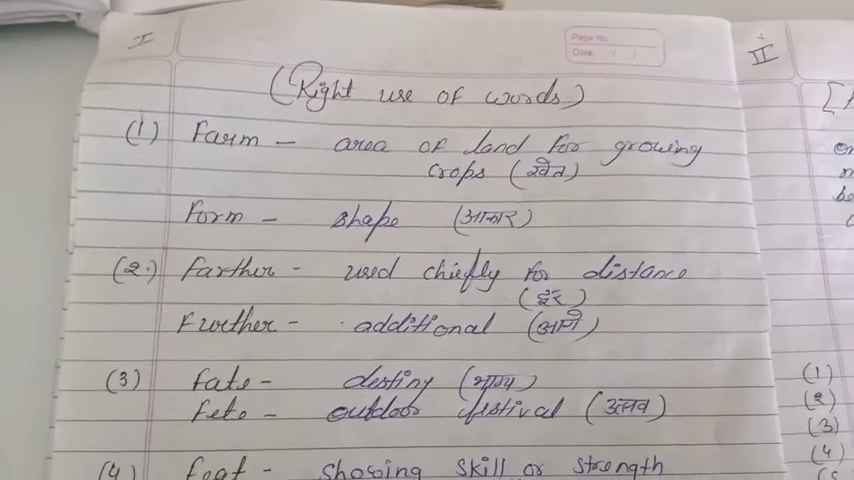 I
Page No.
Date. / /
II
(Right use of words)
(1) Farm – area of land for growing
crops (खेत)
Form – shape (आकार)
(2.) Farther – used chiefly for distance
(दूर)
Further – additional (आगे)
(3) Fate – destiny (भाग्य)
Fete – outdoor festival (उत्सव)
(4) feat – showing skill or strength
(1)
(2)
(3)
(4)